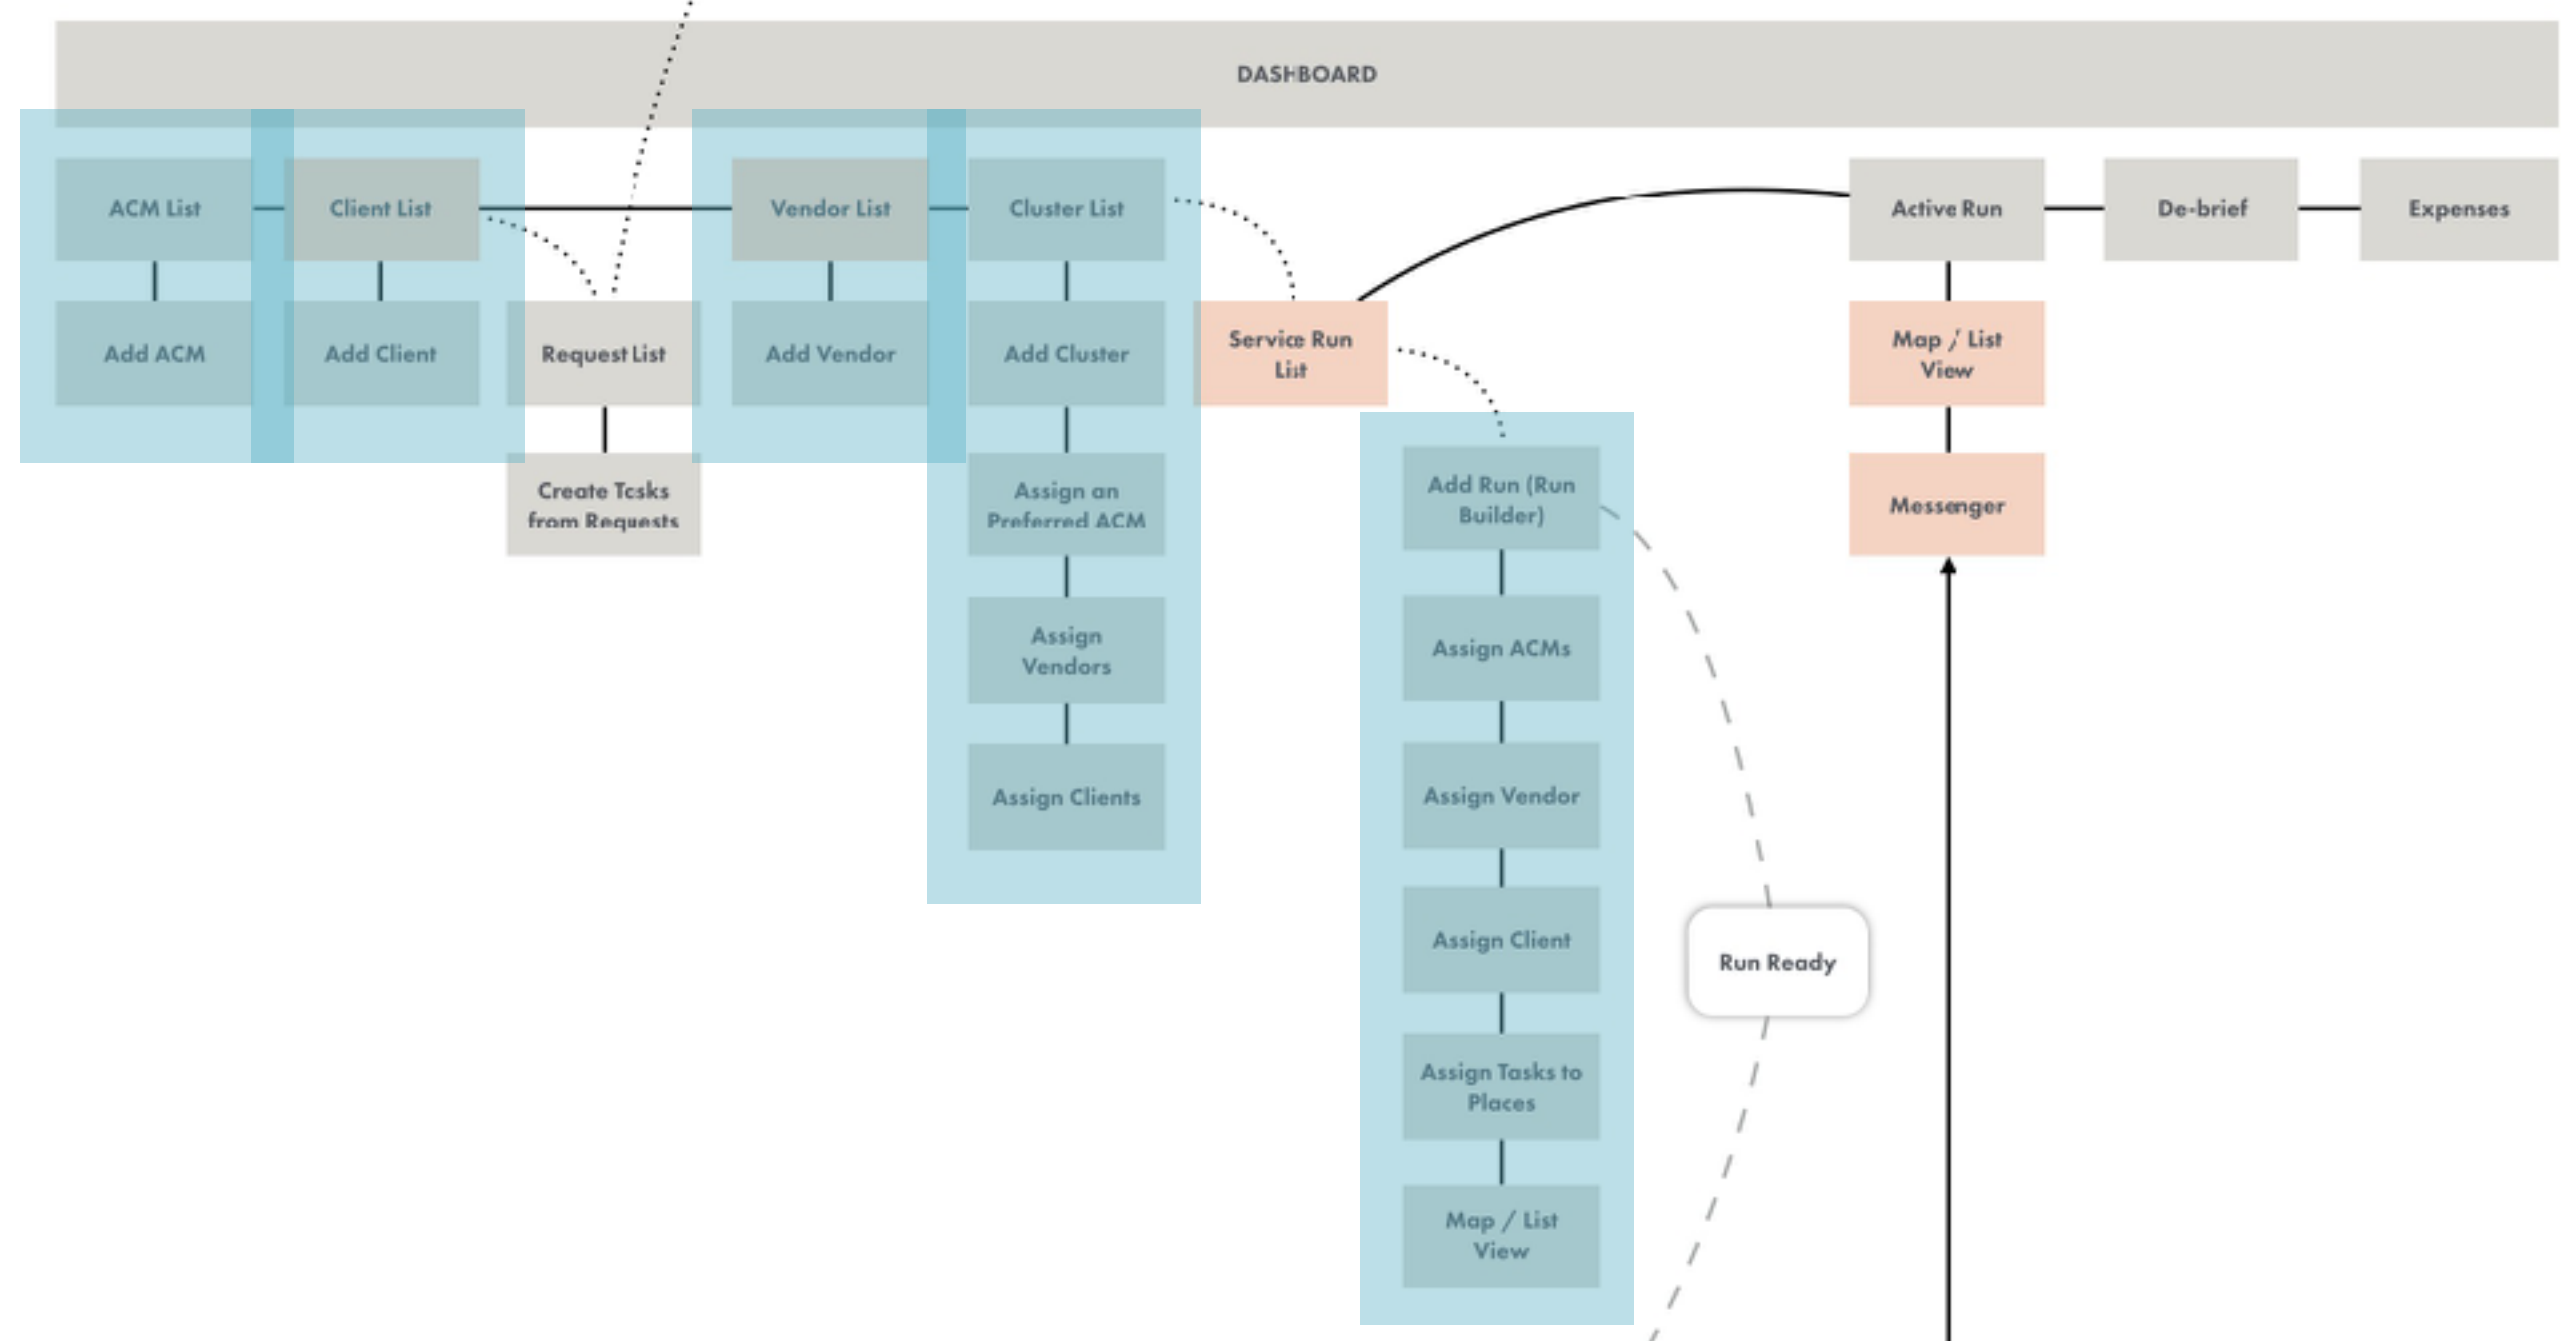 DASHBOARD
ACM List
Client List
Vendor List
Cluster List
Active Run
De-brief
Expenses
Add ACM
Add Client
Request List
Add Vendor
Add Cluster
Service Run
List
Map / List
View
Create Tasks
from Requests
Assign an
Preferred ACM
Add Run (Run
Builder)
Messenger
Assign
Vendors
Assign ACMs
Assign Clients
Assign Vendor
Assign Client
Run Ready
Assign Tasks to
Places
Map / List
View